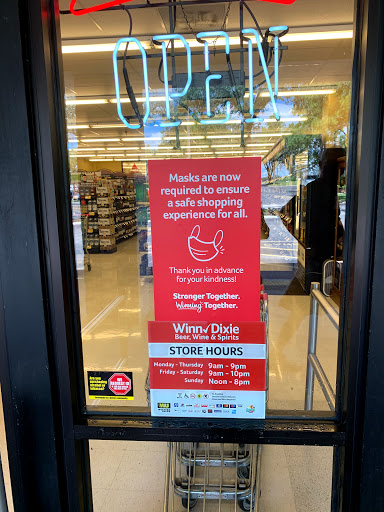 OPEN
Masks are now
required to ensure
a safe shopping
experience for all.
Thank you in advance
for your kindness!
Stronger Together.
Winning Together.
Winn✓Dixie
Beer, Wine & Spirits
STORE HOURS
Monday - Thursday 9am - 9pm
Friday - Saturday 9am - 10pm
Sunday Noon - 8pm